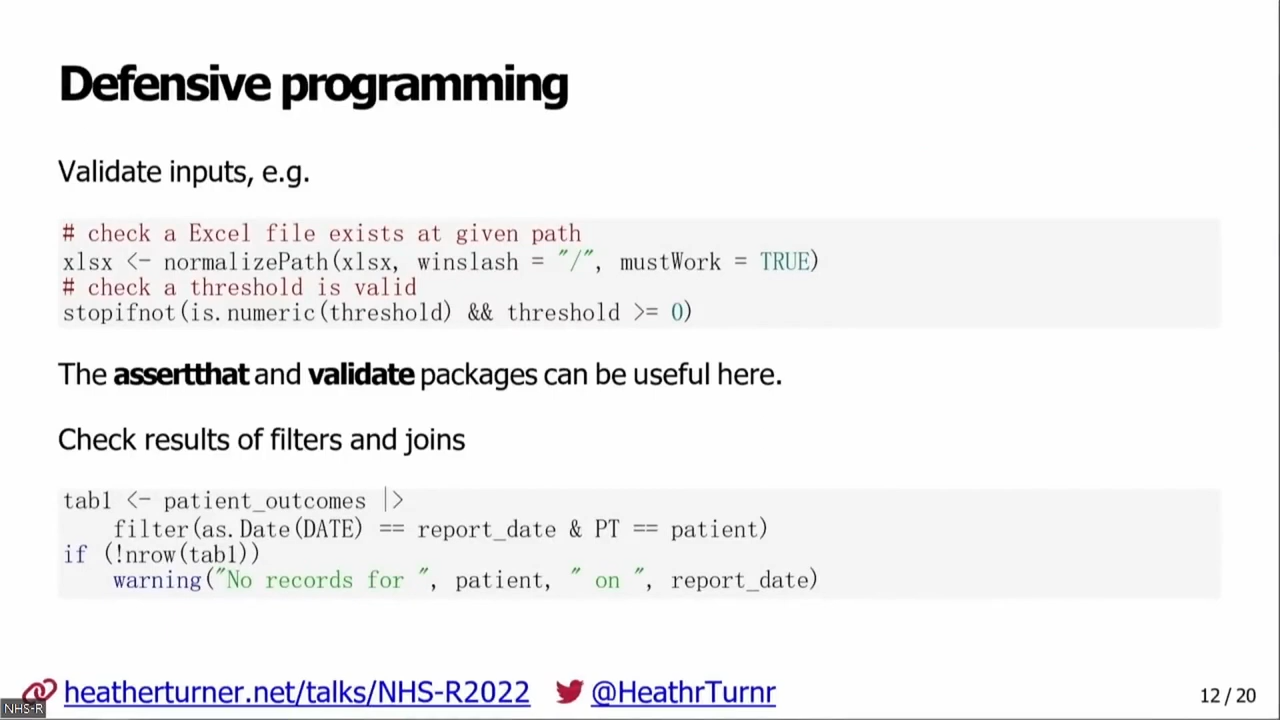 Defensive programming
Validate inputs, e.g.
# check a Excel file exists at given path
xlsx <- normalizePath(xlsx, winslash = "/", mustWork = TRUE)
# check a threshold is valid
stopifnot(is.numeric(threshold) && threshold >= 0)
The assertthat and validate packages can be useful here.
Check results of filters and joins
tab1 <- patient_outcomes |>
    filter(as.Date(DATE) == report_date & PT == patient)
if (!nrow(tab1))
    warning("No records for ", patient, " on ", report_date)
heatherturner.net/talks/NHS-R2022 @HeathrTurnr
12 / 20
NHS-R